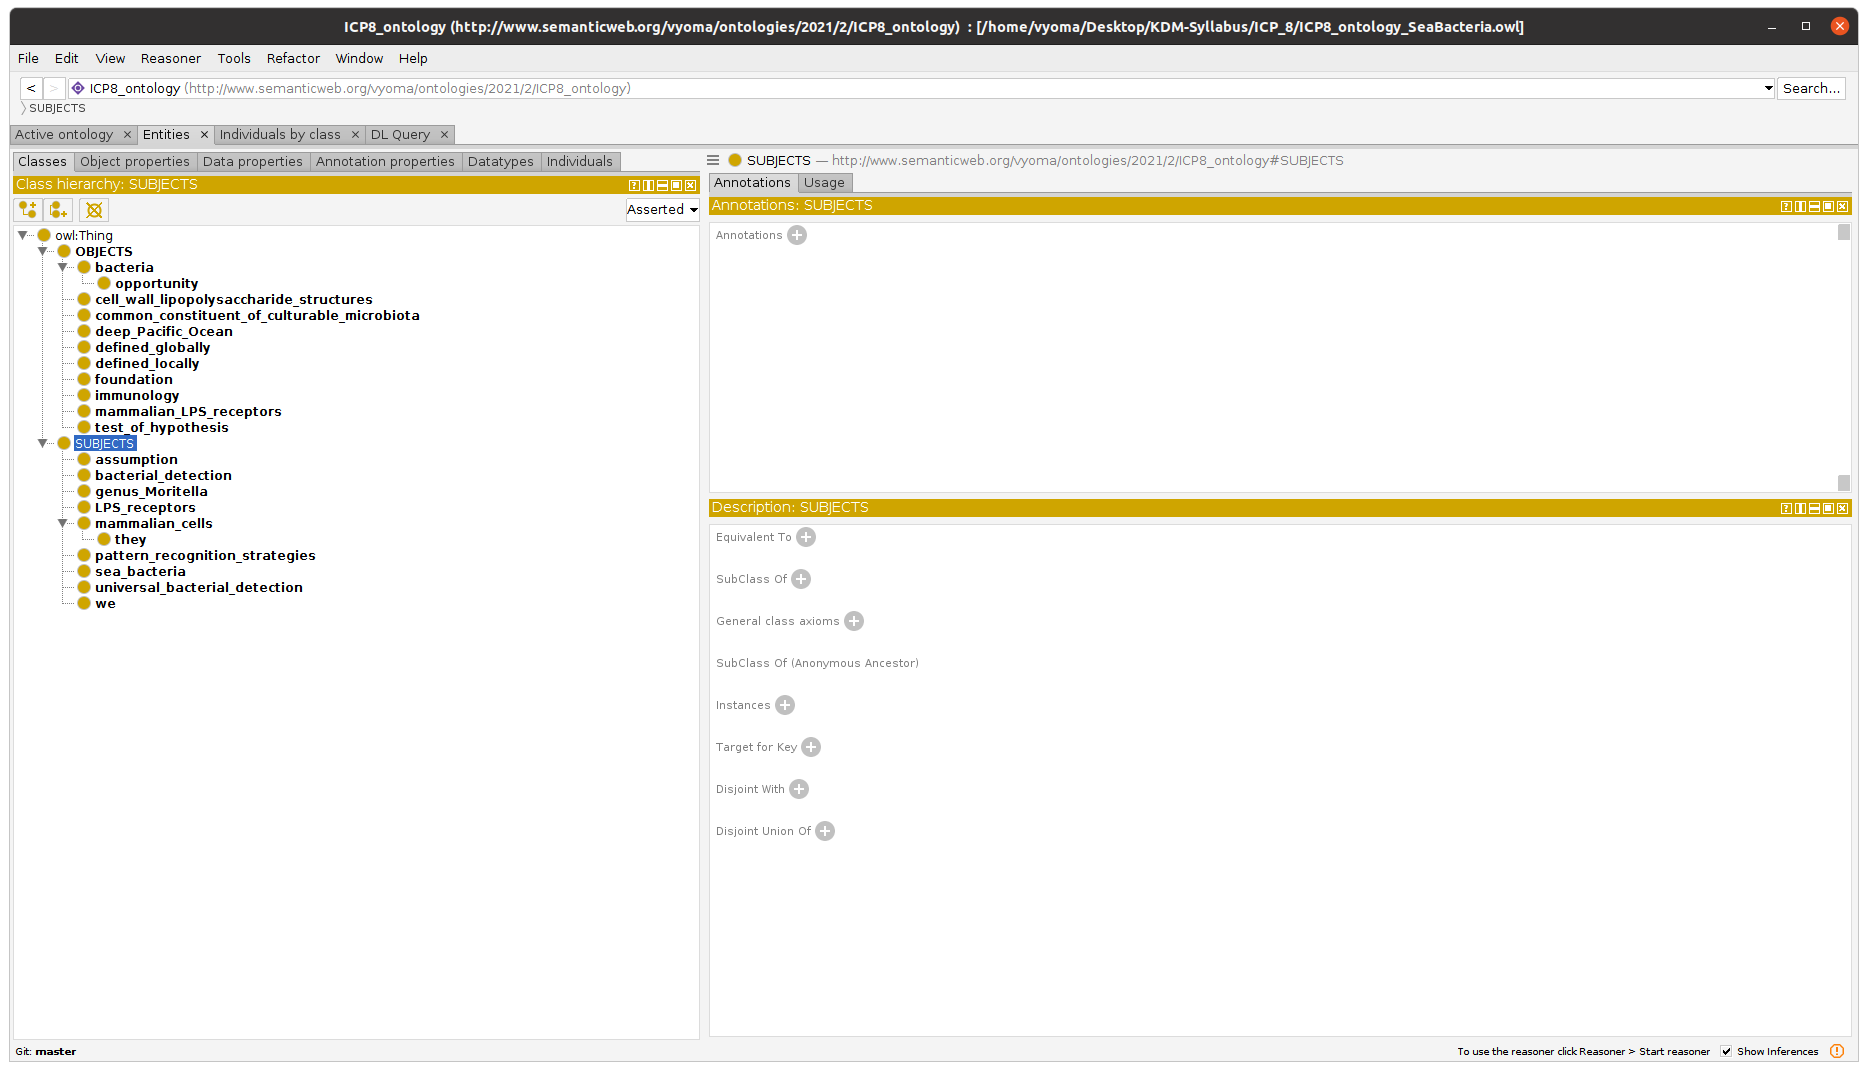 ICP8_ontology (http://www.semanticweb.org/vyoma/ontologies/2021/2/ICP8_ontology) : [/home/vyoma/Desktop/KDM-Syllabus/ICP_8/ICP8_ontology_SeaBacteria.owl]
File Edit View Reasoner Tools Refactor Window Help
< > ICP8_ontology (http://www.semanticweb.org/vyoma/ontologies/2021/2/ICP8_ontology) Search...
SUBJECTS
Active ontology × Entities × Individuals by class × DL Query ×
Classes Object properties Data properties Annotation properties Datatypes Individuals
Class hierarchy: SUBJECTS
Asserted
owl:Thing
OBJECTS
bacteria
opportunity
cell_wall_lipopolysaccharide_structures
common_constituent_of_culturable_microbiota
deep_Pacific_Ocean
defined_globally
defined_locally
foundation
immunology
mammalian_LPS_receptors
test_of_hypothesis
SUBJECTS
assumption
bacterial_detection
genus_Moritella
LPS_receptors
mammalian_cells
they
pattern_recognition_strategies
sea_bacteria
universal_bacterial_detection
we
SUBJECTS — http://www.semanticweb.org/vyoma/ontologies/2021/2/ICP8_ontology#SUBJECTS
Annotations Usage
Annotations: SUBJECTS
Annotations
Description: SUBJECTS
Equivalent To
SubClass Of
General class axioms
SubClass Of (Anonymous Ancestor)
Instances
Target for Key
Disjoint With
Disjoint Union Of
Git: master
To use the reasoner click Reasoner > Start reasoner Show Inferences